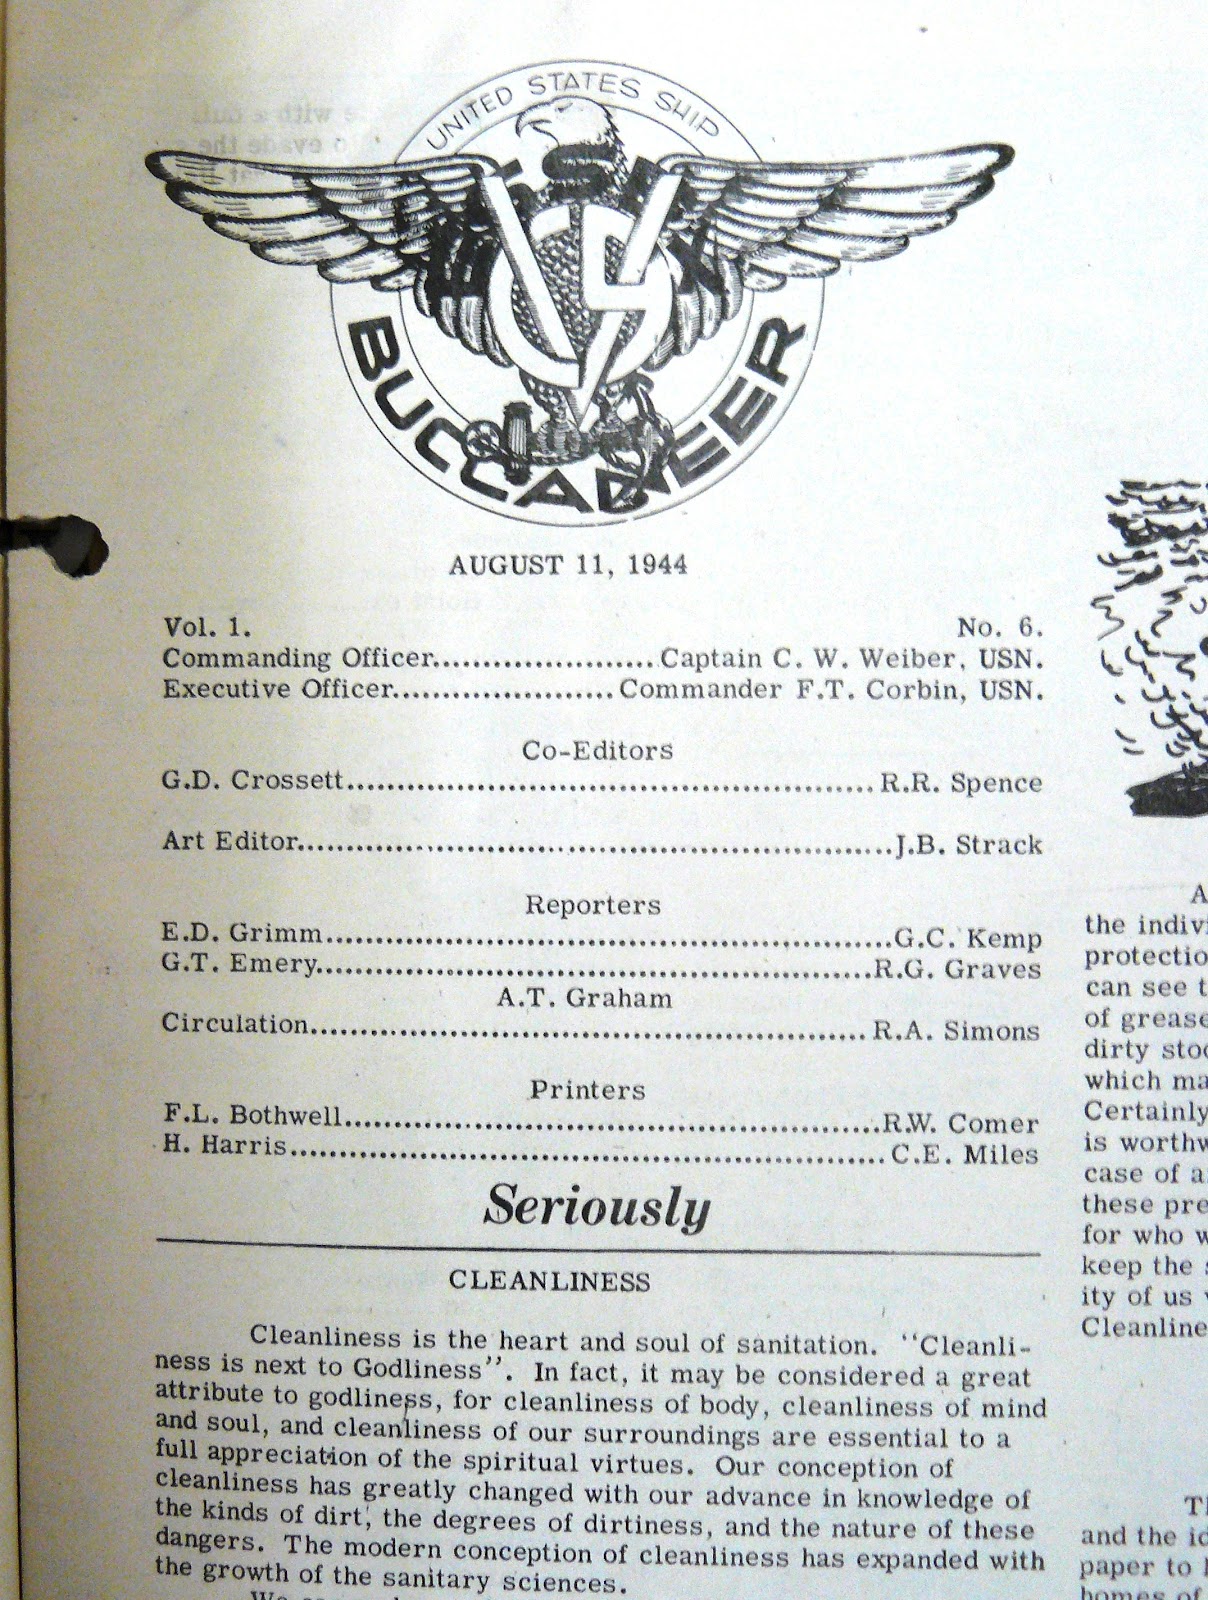 UNITED STATES SHIP
BUCCANEER
AUGUST 11, 1944
Vol. 1. No. 6.
Commanding Officer......................Captain C. W. Weiber, USN.
Executive Officer......................Commander F.T. Corbin, USN.
Co-Editors
G.D. Crossett....................................................R.R. Spence
Art Editor...........................................................J.B. Strack
Reporters
E.D. Grimm........................................................G.C. Kemp
G.T. Emery.......................................................R.G. Graves
A.T. Graham
Circulation.......................................................R.A. Simons
Printers
F.L. Bothwell.....................................................R.W. Comer
H. Harris...........................................................C.E. Miles
Seriously
CLEANLINESS
Cleanliness is the heart and soul of sanitation. "Cleanli-
ness is next to Godliness". In fact, it may be considered a great
attribute to godliness, for cleanliness of body, cleanliness of mind
and soul, and cleanliness of our surroundings are essential to a
full appreciation of the spiritual virtues. Our conception of
cleanliness has greatly changed with our advance in knowledge of
the kinds of dirt, the degrees of dirtiness, and the nature of these
dangers. The modern conception of cleanliness has expanded with
the growth of the sanitary sciences.
the
can see
of grease
dirty
which
Certainly
is
case of
these
for who
keep the
ity of us
and the
paper to
homes of